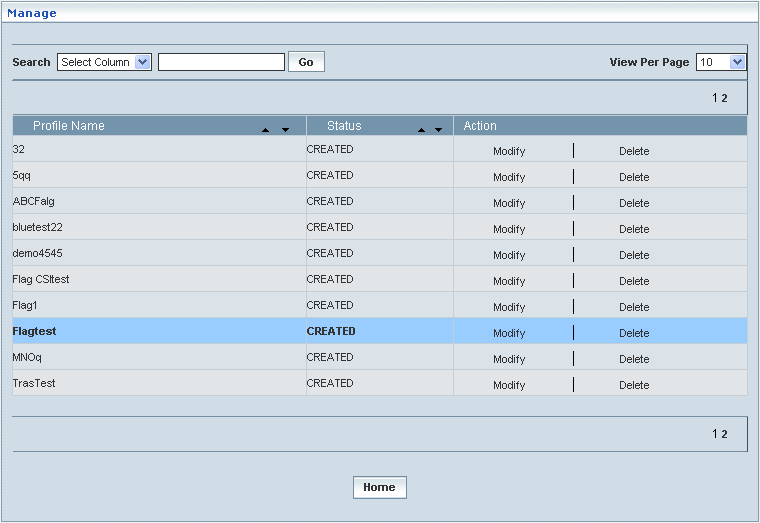 Manage
Search Select Column Go View Per Page 10
1 2
Profile Name Status Action
32 CREATED Modify Delete
5qq CREATED Modify Delete
ABCFalg CREATED Modify Delete
bluetest22 CREATED Modify Delete
demo4545 CREATED Modify Delete
Flag CSItest CREATED Modify Delete
Flag1 CREATED Modify Delete
Flagtest CREATED Modify Delete
MNOq CREATED Modify Delete
TrasTest CREATED Modify Delete
1 2
Home